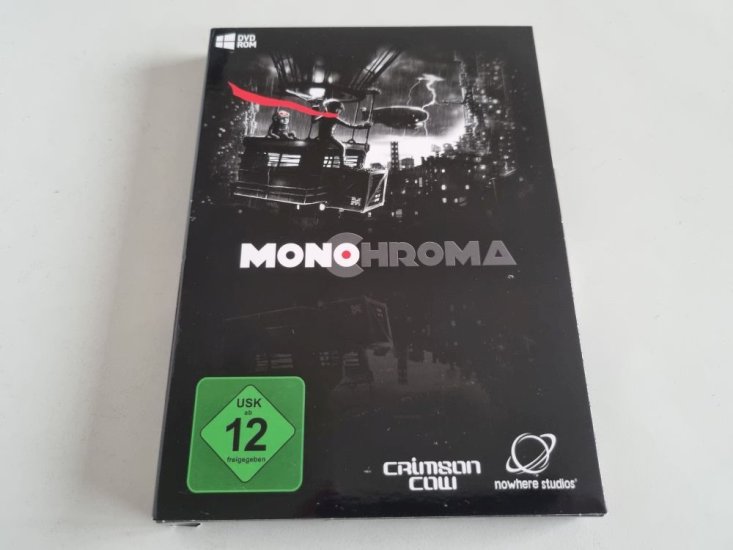 DVD
ROM
MONOCHROMA
USK
ab
12
freigegeben
CRIMSON
COW
nowhere studios